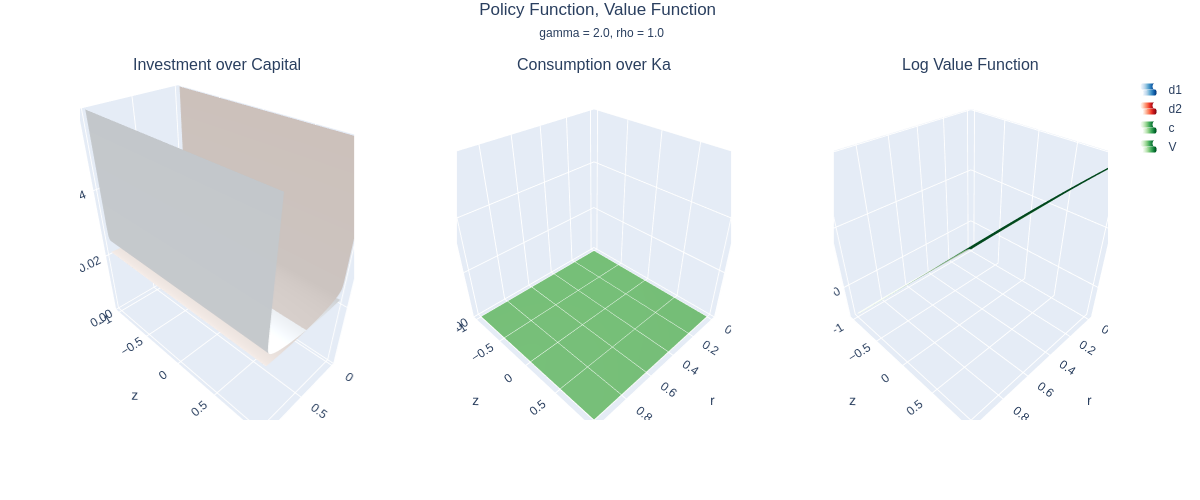 Policy Function, Value Function
gamma = 2.0, rho = 1.0
Investment over Capital
Consumption over Ka
Log Value Function
d1
d2
c
V
4
0.02
0.00
−1
−0.5
0
0.5
z
0
0.5
−1
−0.5
0
0.5
z
0
0.2
0.4
0.6
0.8
r
0
−1
−0.5
0
0.5
z
0
0.2
0.4
0.6
0.8
r